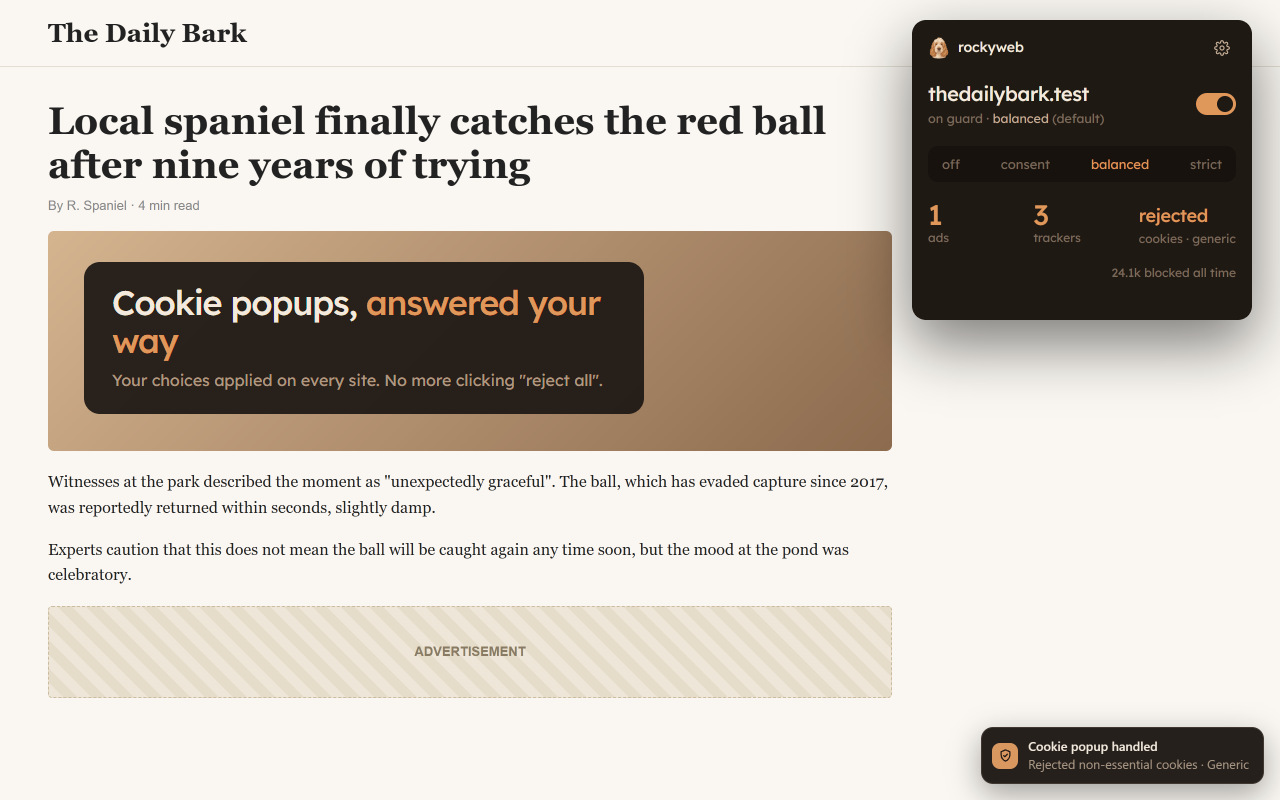 The Daily Bark
Local spaniel finally catches the red ball
after nine years of trying
By R. Spaniel · 4 min read
Cookie popups, answered your
way
Your choices applied on every site. No more clicking "reject all".
Witnesses at the park described the moment as "unexpectedly graceful". The ball, which has evaded capture since 2017,
was reportedly returned within seconds, slightly damp.
Experts caution that this does not mean the ball will be caught again any time soon, but the mood at the pond was
celebratory.
ADVERTISEMENT
rockyweb
thedailybark.test
on guard · balanced (default)
off consent balanced strict
1 3 rejected
ads trackers cookies · generic
24.1k blocked all time
Cookie popup handled
Rejected non-essential cookies · Generic